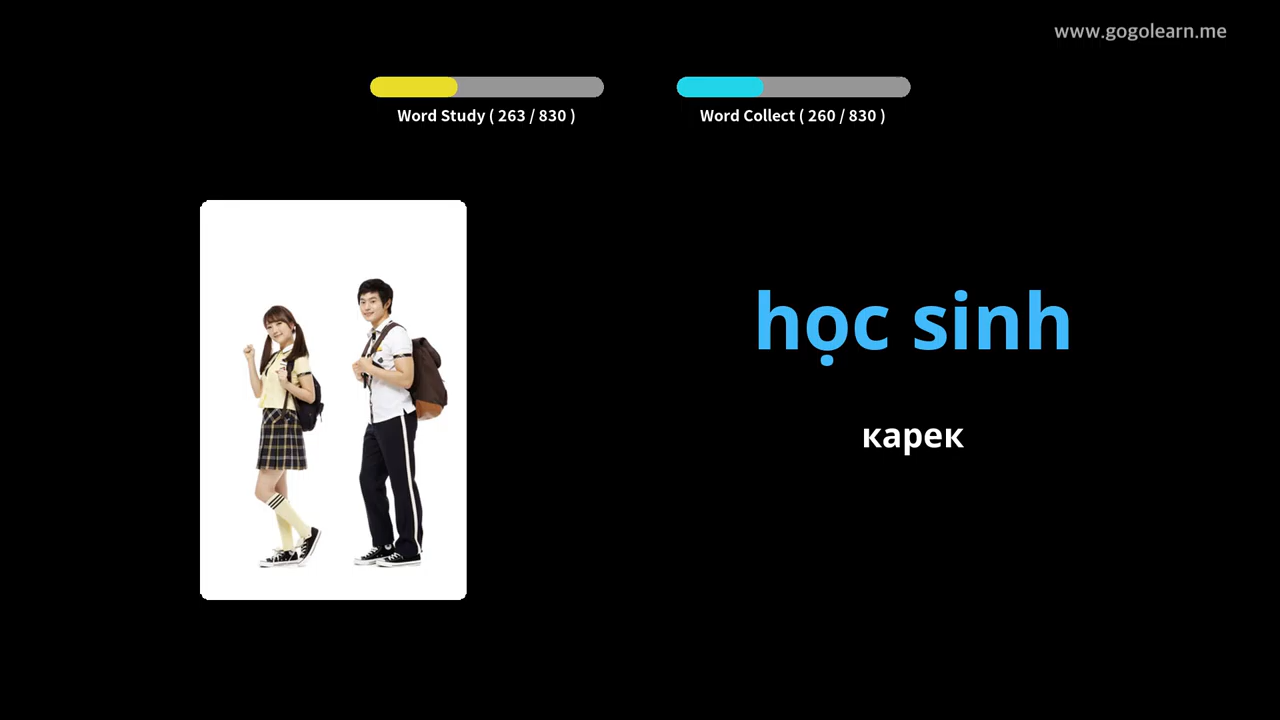 www.gogolearn.me
Word Study ( 263 / 830 )
Word Collect ( 260 / 830 )
học sinh
карек